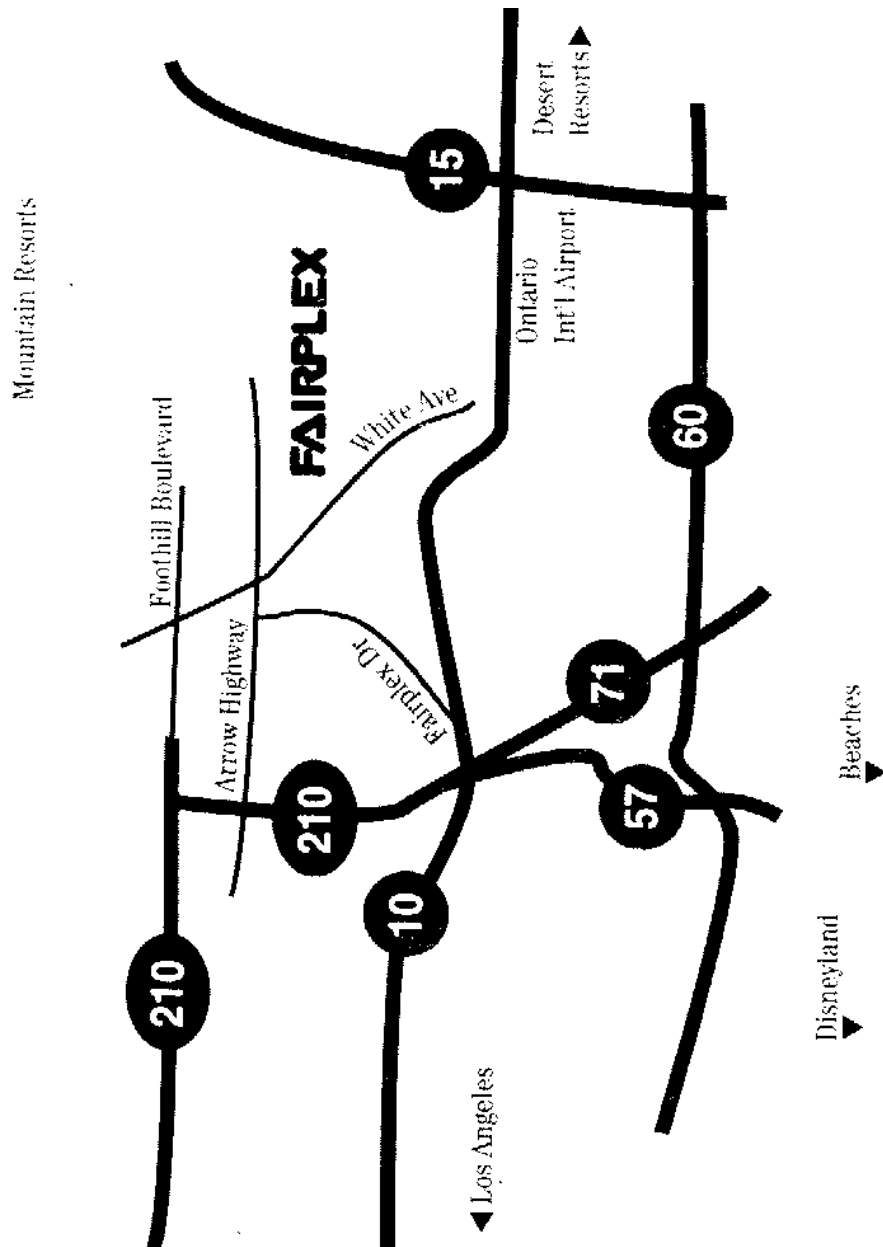 Mountain Resorts
Foothill Boulevard
210
Arrow Highway
FAIRPLEX
White Ave
210
Fairplex Dr
15
10
Ontario
Int'l Airport
Desert
Resorts
Los Angeles
71
57
60
Disneyland
Beaches